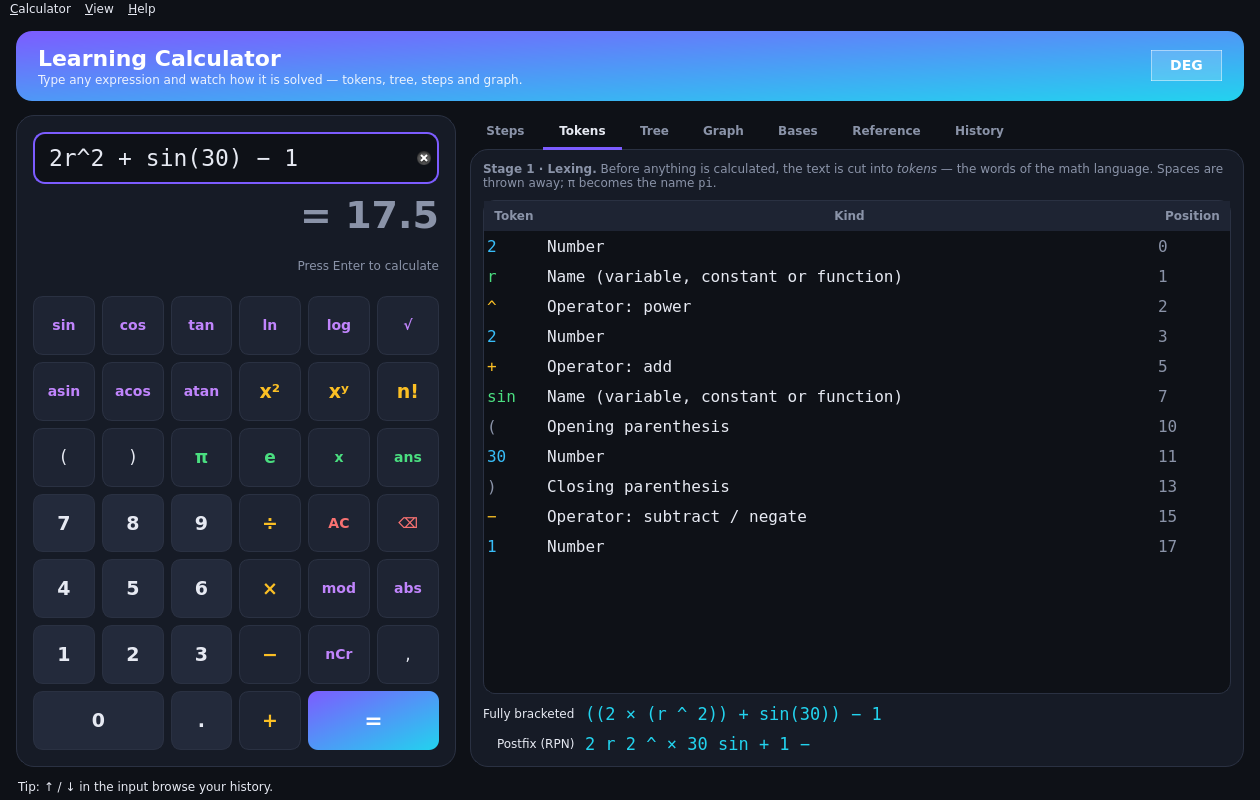 Calculator View Help
Learning Calculator
Type any expression and watch how it is solved — tokens, tree, steps and graph.
DEG
2r^2 + sin(30) − 1
= 17.5
Press Enter to calculate
sin cos tan ln log √
asin acos atan x² xʸ n!
( ) π e x ans
7 8 9 ÷ AC ⌫
4 5 6 × mod abs
1 2 3 − nCr ,
0 . + =
Steps Tokens Tree Graph Bases Reference History
Stage 1 · Lexing. Before anything is calculated, the text is cut into tokens — the words of the math language. Spaces are
thrown away; π becomes the name pi.
Token Kind Position
2 Number 0
r Name (variable, constant or function) 1
^ Operator: power 2
2 Number 3
+ Operator: add 5
sin Name (variable, constant or function) 7
( Opening parenthesis 10
30 Number 11
) Closing parenthesis 13
− Operator: subtract / negate 15
1 Number 17
Fully bracketed ((2 × (r ^ 2)) + sin(30)) − 1
Postfix (RPN) 2 r 2 ^ × 30 sin + 1 −
Tip: ↑ / ↓ in the input browse your history.